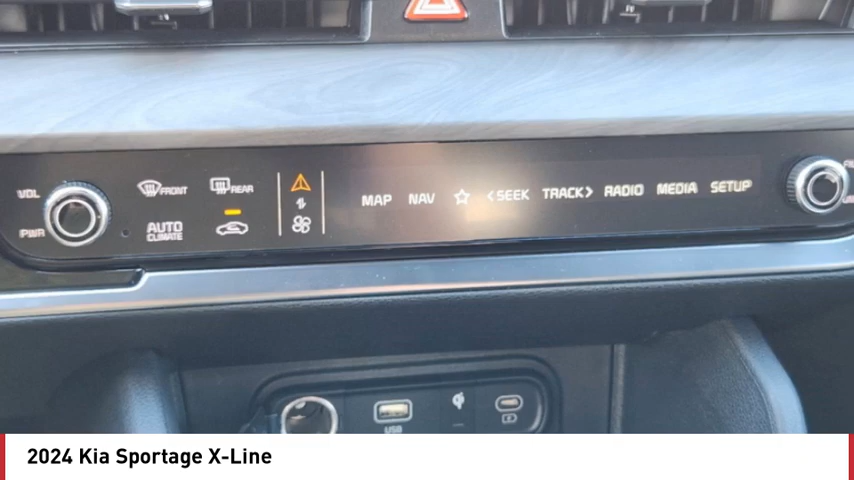 VOL
FRONT
REAR
PWR
AUTO
CLIMATE
MAP NAV <SEEK TRACK> RADIO MEDIA SETUP
USB
2024 Kia Sportage X-Line